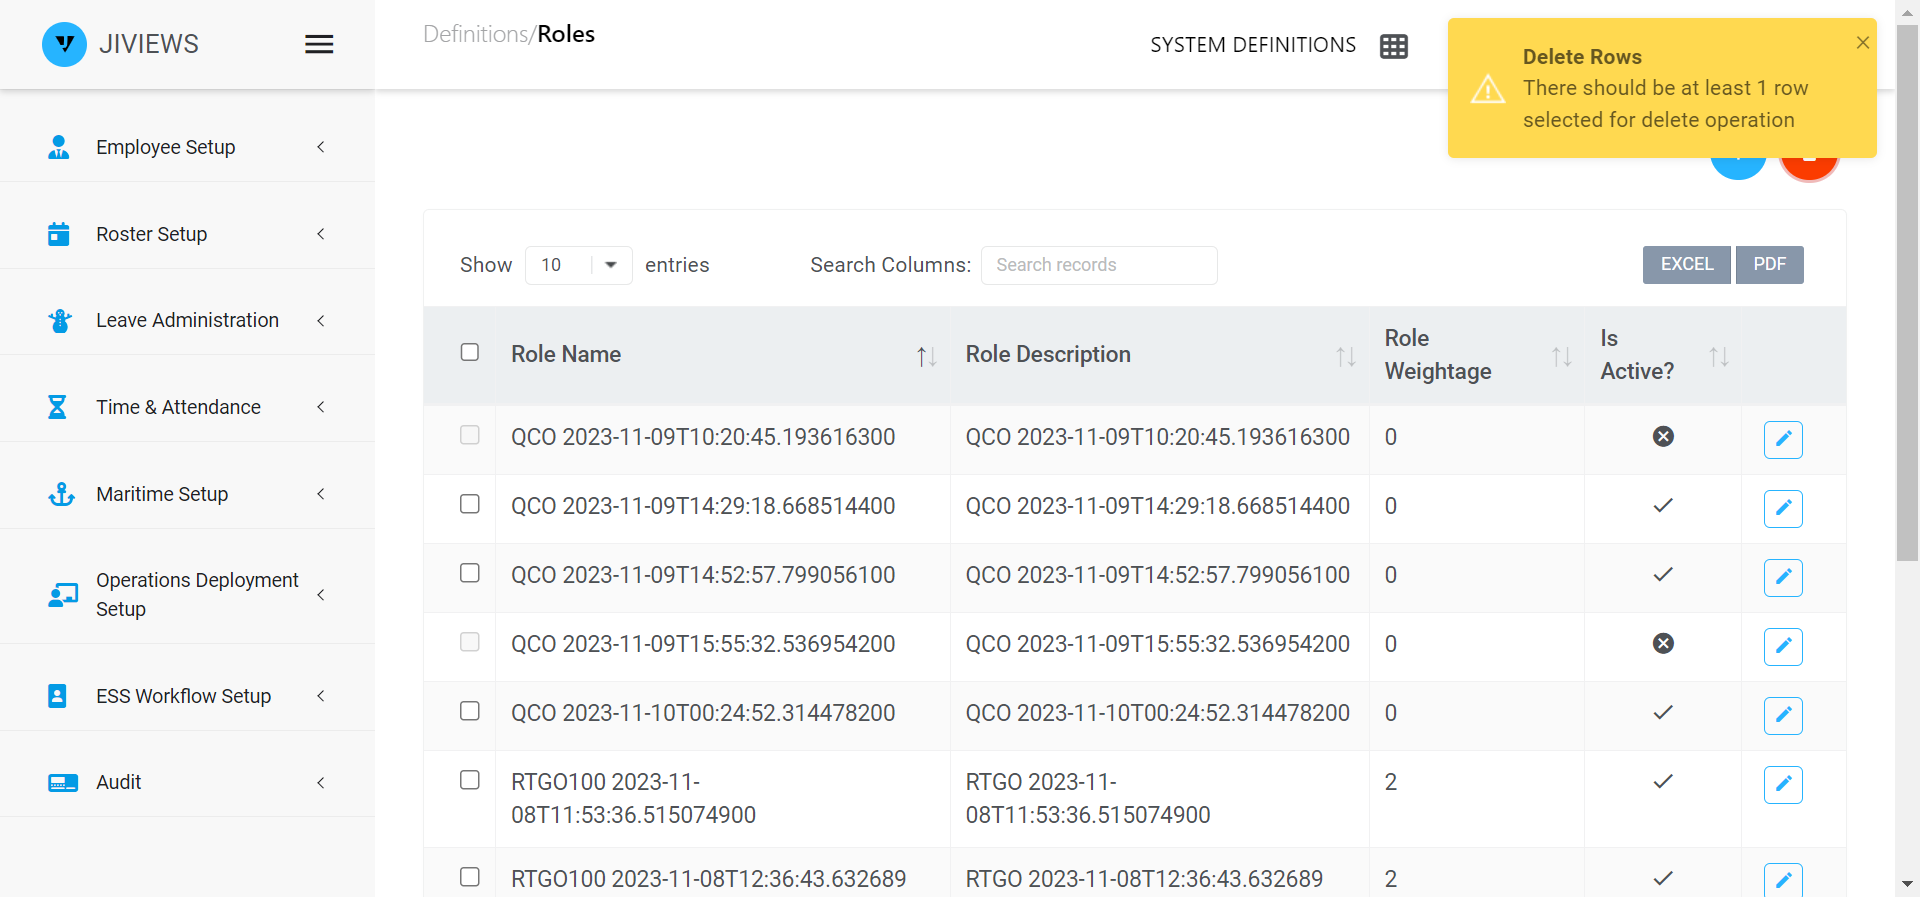 JIVIEWS
Definitions/Roles
SYSTEM DEFINITIONS
Delete Rows
There should be at least 1 row
selected for delete operation
Employee Setup
Roster Setup
Leave Administration
Time & Attendance
Maritime Setup
Operations Deployment
Setup
ESS Workflow Setup
Audit
Show 10 entries
Search Columns: Search records
EXCEL PDF
Role Name Role Description Role Weightage Is Active?
QCO 2023-11-09T10:20:45.193616300 QCO 2023-11-09T10:20:45.193616300 0
QCO 2023-11-09T14:29:18.668514400 QCO 2023-11-09T14:29:18.668514400 0
QCO 2023-11-09T14:52:57.799056100 QCO 2023-11-09T14:52:57.799056100 0
QCO 2023-11-09T15:55:32.536954200 QCO 2023-11-09T15:55:32.536954200 0
QCO 2023-11-10T00:24:52.314478200 QCO 2023-11-10T00:24:52.314478200 0
RTGO100 2023-11- RTGO 2023-11- 2
08T11:53:36.515074900 08T11:53:36.515074900
RTGO100 2023-11-08T12:36:43.632689 RTGO 2023-11-08T12:36:43.632689 2